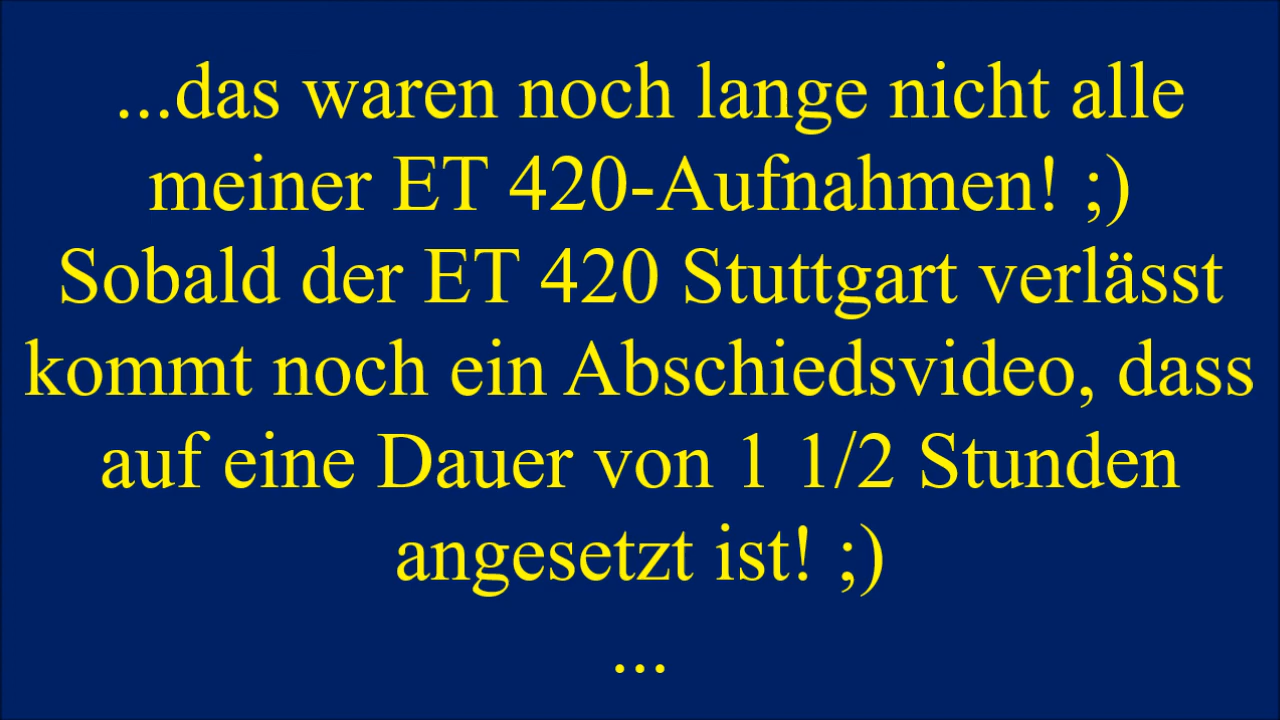 ...das waren noch lange nicht alle
meiner ET 420-Aufnahmen! ;)
Sobald der ET 420 Stuttgart verlässt
kommt noch ein Abschiedsvideo, dass
auf eine Dauer von 1 1/2 Stunden
angesetzt ist! ;)
...